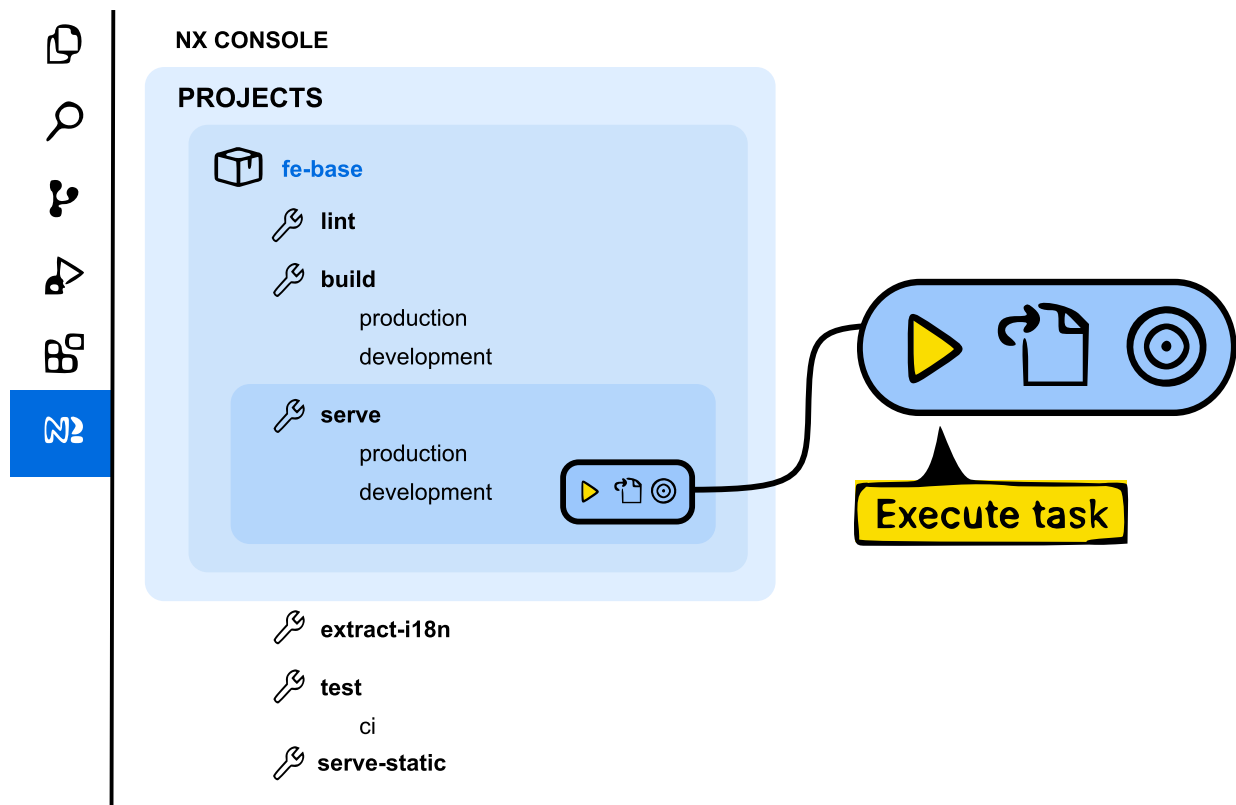 NX CONSOLE
PROJECTS
fe-base
lint
build
production
development
serve
production
development
Execute task
extract-i18n
test
ci
serve-static